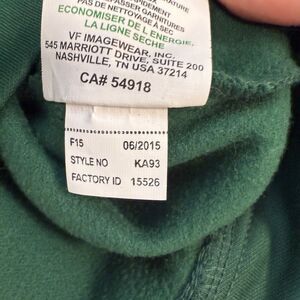 PAS DE NETTOYAGE À SEC
ECONOMISER DE L'ENERGIE,
LA LIGNE SECHE
VF IMAGEWEAR, INC.
545 MARRIOTT DRIVE, SUITE 200
NASHVILLE, TN USA 37214
CA# 54918
F15 06/2015
STYLE NO KA93
FACTORY ID 15526